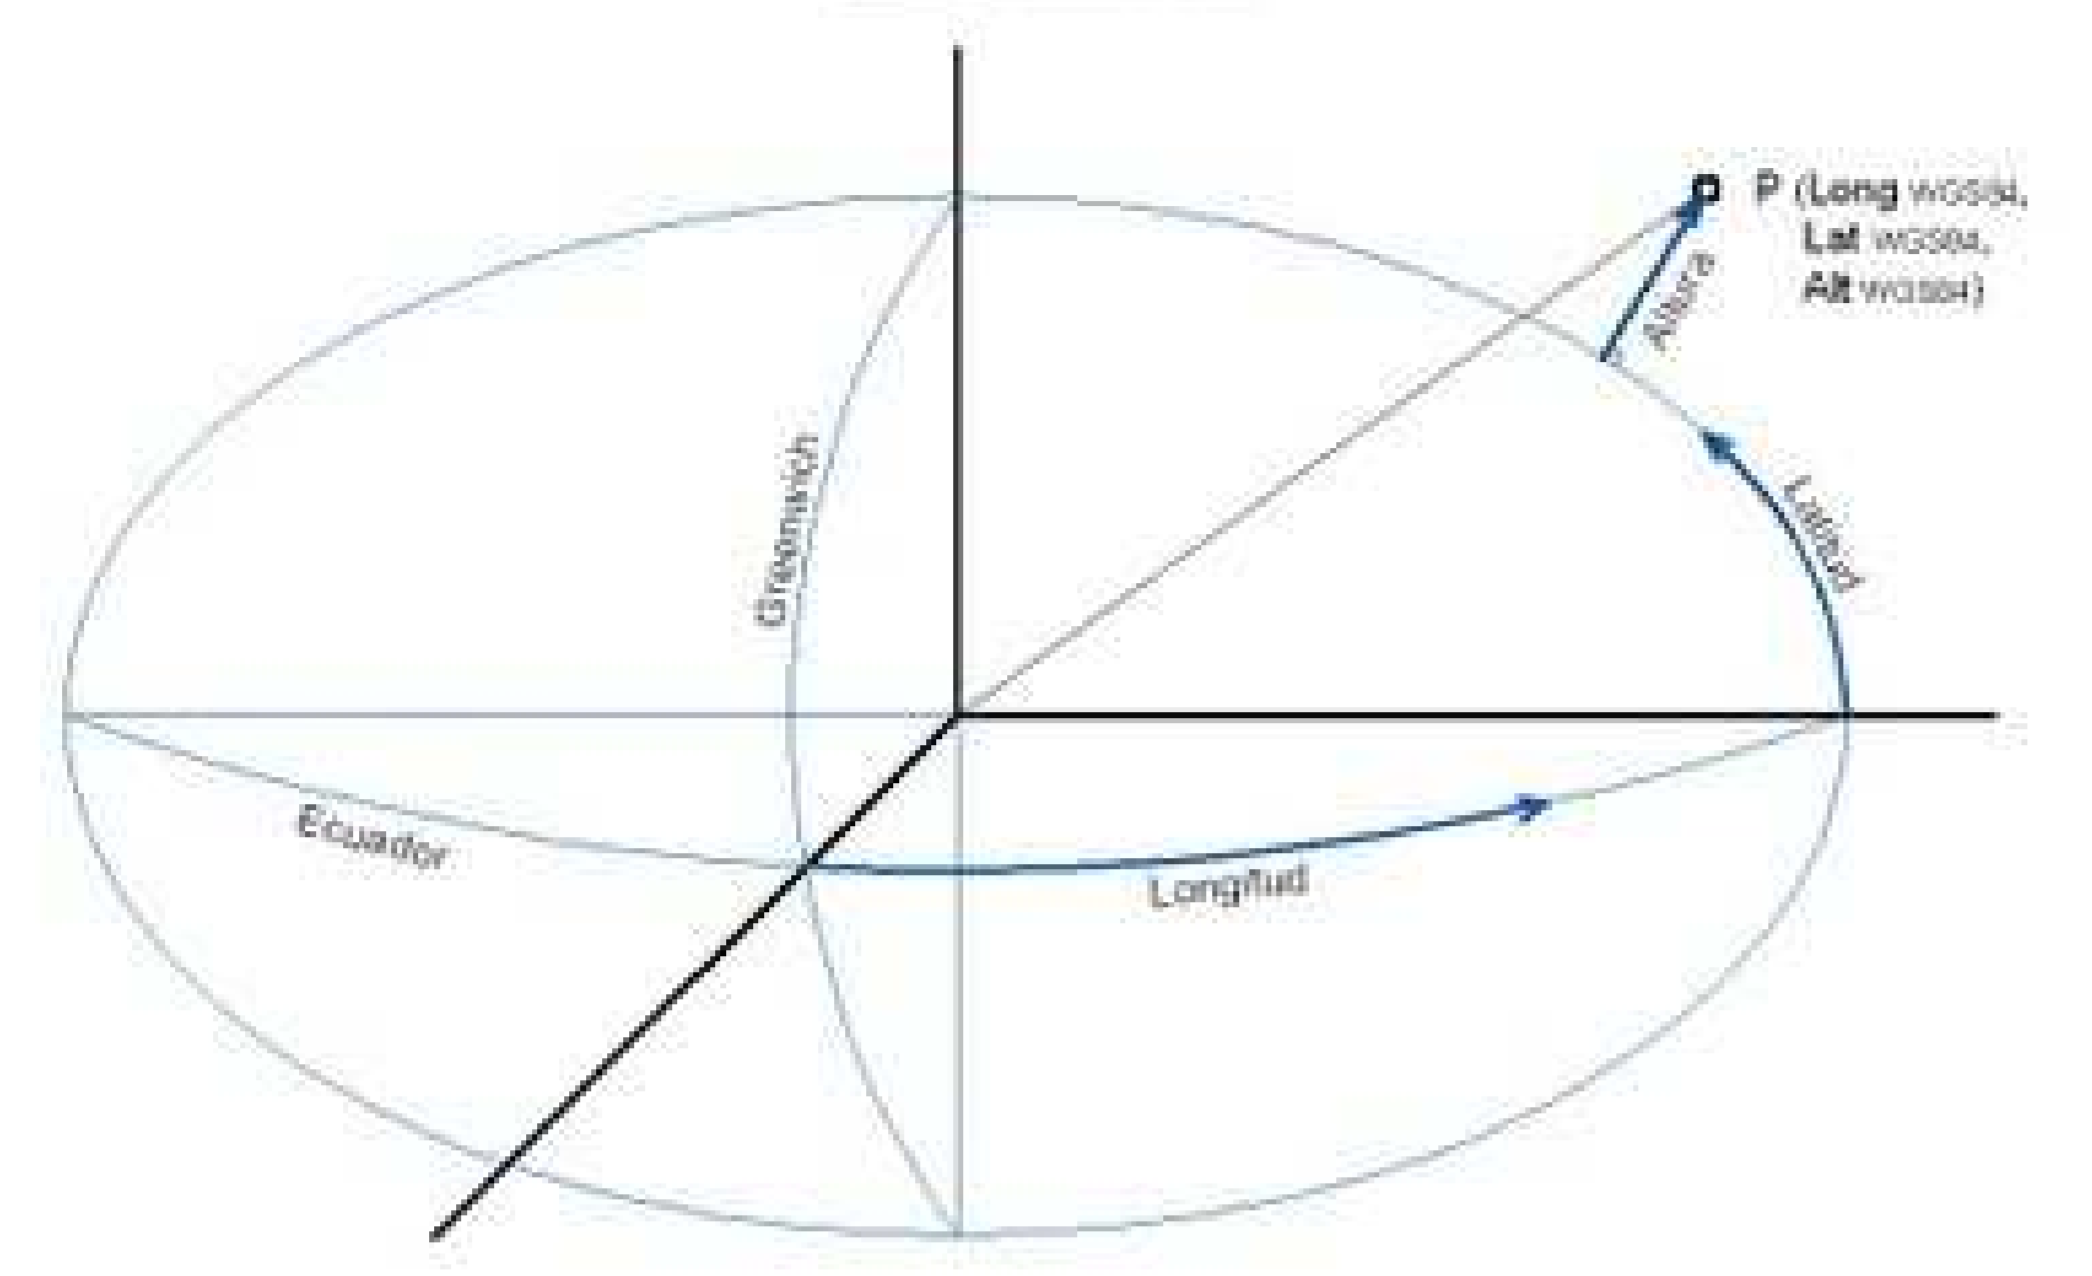 P (Long WGS84,
Lat WGS84,
Alt WGS84)
Altura
Greenwich
Latitud
Ecuador
Longitud